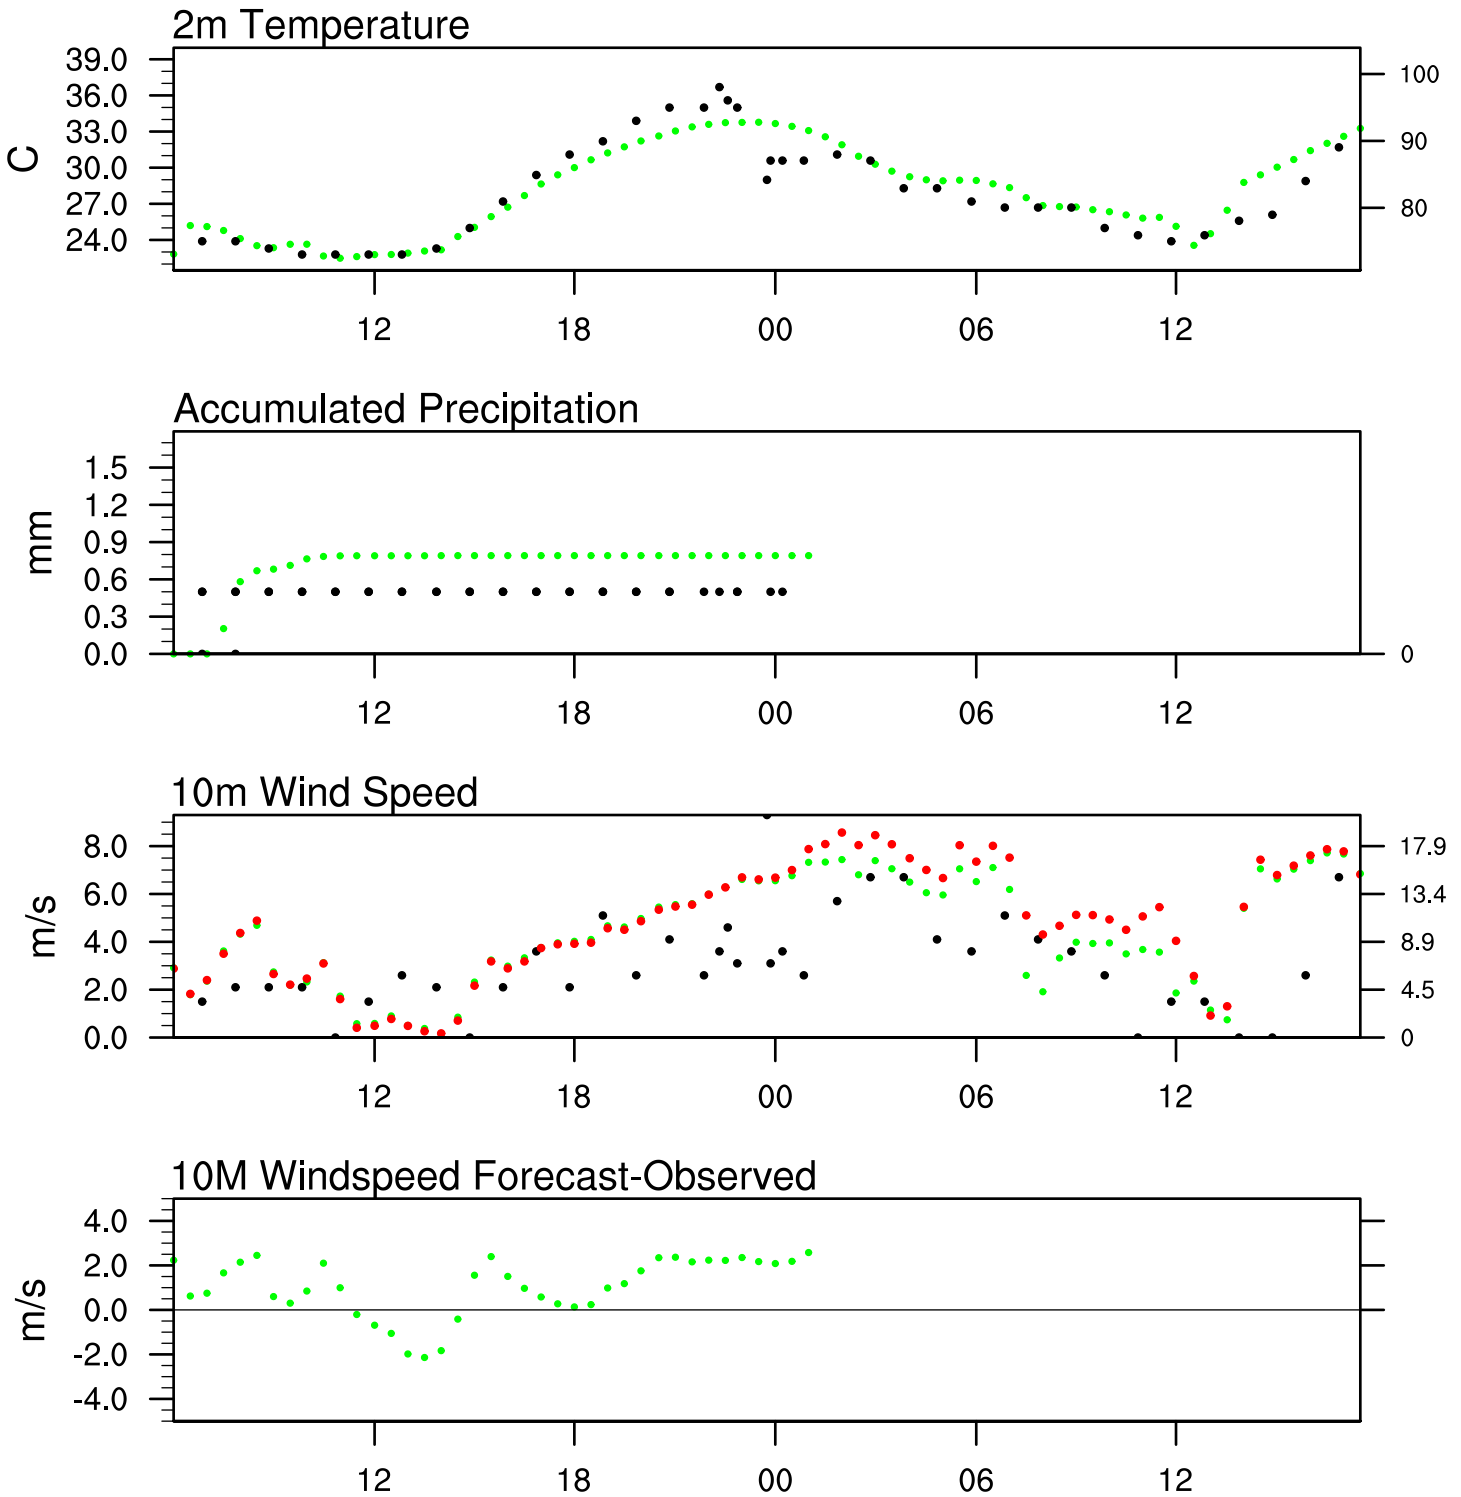 2m Temperature
39.0
36.0
33.0
30.0
27.0
24.0
C
100
90
80
12 18 00 06 12
Accumulated Precipitation
1.5
1.2
0.9
0.6
0.3
0.0
mm
0
12 18 00 06 12
10m Wind Speed
8.0
6.0
4.0
2.0
0.0
m/s
17.9
13.4
8.9
4.5
0
12 18 00 06 12
10M Windspeed Forecast-Observed
4.0
2.0
0.0
-2.0
-4.0
m/s
12 18 00 06 12